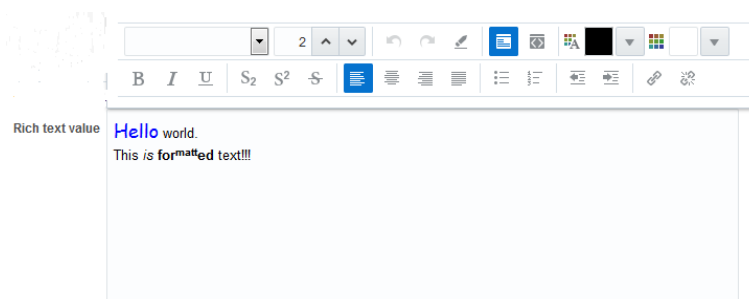 2
B I U S2 S² S
Rich text value
Hello world.
This is formatted text!!!